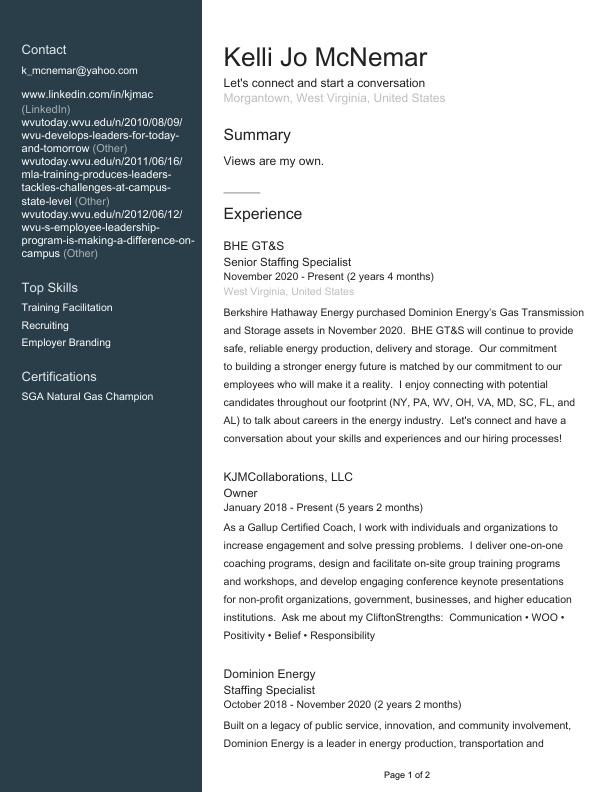 Contact
k_mcnemar@yahoo.com
www.linkedin.com/in/kjmac
(LinkedIn)
wvutoday.wvu.edu/n/2010/08/09/
wvu-develops-leaders-for-today-
and-tomorrow (Other)
wvutoday.wvu.edu/n/2011/06/16/
mla-training-produces-leaders-
tackles-challenges-at-campus-
state-level (Other)
wvutoday.wvu.edu/n/2012/06/12/
wvu-s-employee-leadership-
program-is-making-a-difference-on-
campus (Other)
Top Skills
Training Facilitation
Recruiting
Employer Branding
Certifications
SGA Natural Gas Champion
Kelli Jo McNemar
Let's connect and start a conversation
Morgantown, West Virginia, United States
Summary
Views are my own.
Experience
BHE GT&S
Senior Staffing Specialist
November 2020 - Present (2 years 4 months)
West Virginia, United States
Berkshire Hathaway Energy purchased Dominion Energy's Gas Transmission
and Storage assets in November 2020.  BHE GT&S will continue to provide
safe, reliable energy production, delivery and storage.  Our commitment
to building a stronger energy future is matched by our commitment to our
employees who will make it a reality.  I enjoy connecting with potential
candidates throughout our footprint (NY, PA, WV, OH, VA, MD, SC, FL, and
AL) to talk about careers in the energy industry.  Let's connect and have a
conversation about your skills and experiences and our hiring processes!
KJMCollaborations, LLC
Owner
January 2018 - Present (5 years 2 months)
As a Gallup Certified Coach, I work with individuals and organizations to
increase engagement and solve pressing problems.  I deliver one-on-one
coaching programs, design and facilitate on-site group training programs
and workshops, and develop engaging conference keynote presentations
for non-profit organizations, government, businesses, and higher education
institutions.  Ask me about my CliftonStrengths:  Communication • WOO •
Positivity • Belief • Responsibility
Dominion Energy
Staffing Specialist
October 2018 - November 2020 (2 years 2 months)
Built on a legacy of public service, innovation, and community involvement,
Dominion Energy is a leader in energy production, transportation and
Page 1 of 2